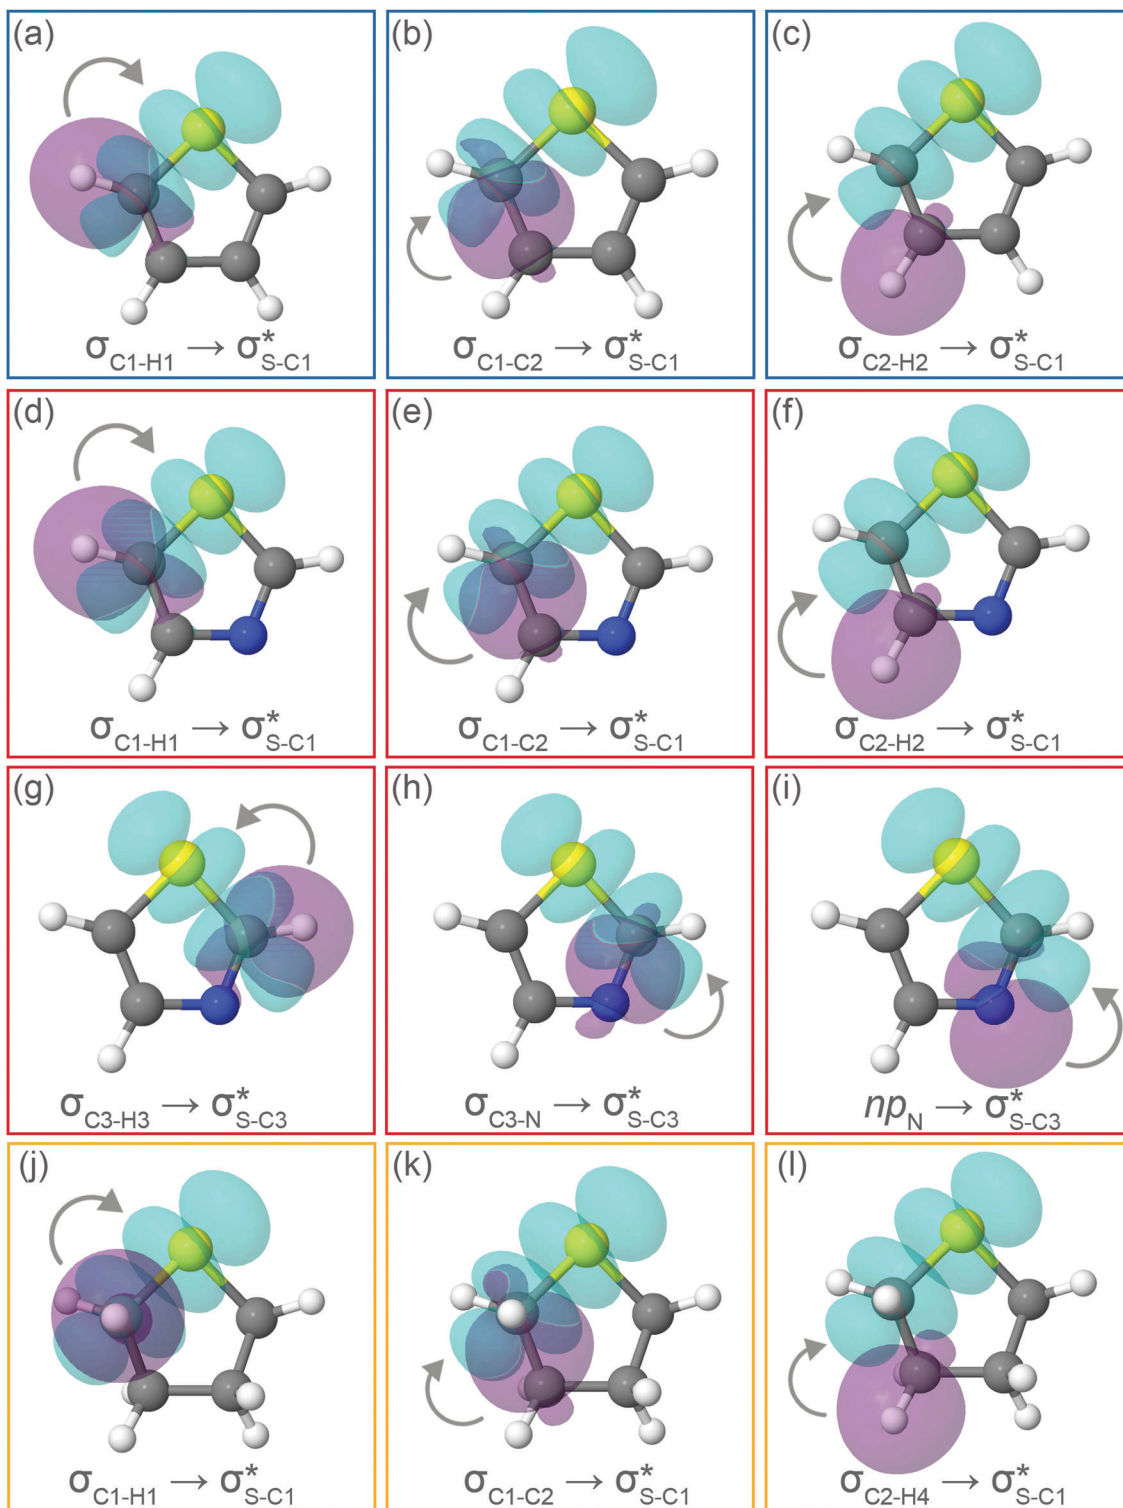 (a) (b) (c)
σC1-H1 → σ*S-C1 σC1-C2 → σ*S-C1 σC2-H2 → σ*S-C1
(d) (e) (f)
σC1-H1 → σ*S-C1 σC1-C2 → σ*S-C1 σC2-H2 → σ*S-C1
(g) (h) (i)
σC3-H3 → σ*S-C3 σC3-N → σ*S-C3 npN → σ*S-C3
(j) (k) (l)
σC1-H1 → σ*S-C1 σC1-C2 → σ*S-C1 σC2-H4 → σ*S-C1